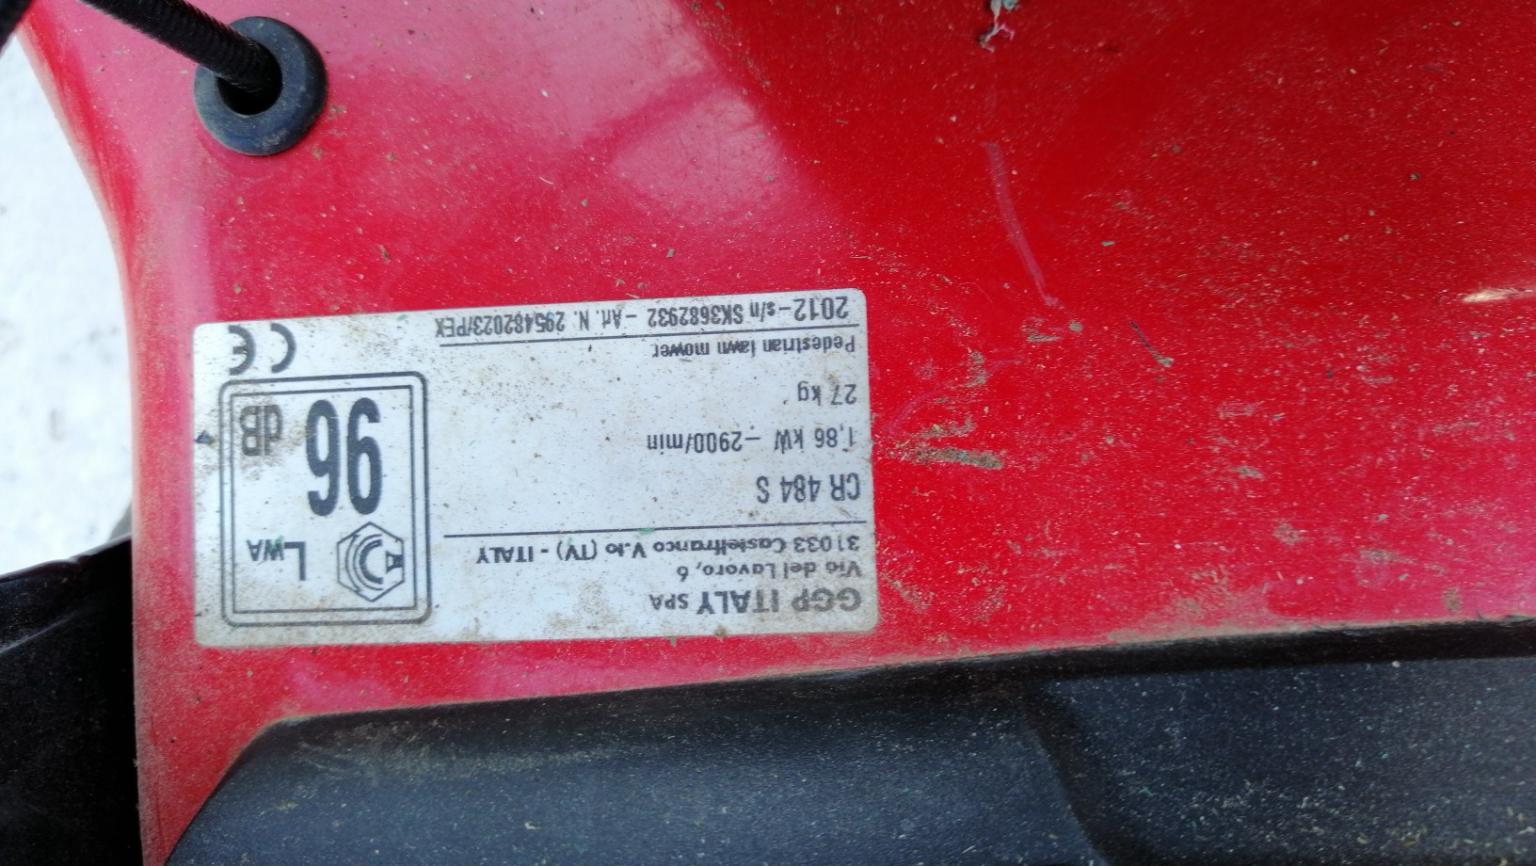 GGP ITALY SPA
Via del Lavoro, 6
31033 Castelfranco V.to (TV) - ITALY
CR 484 S
1,86 kW - 2900/min
27 kg
Pedestrian lawn mower
2012 - s/n SK3682932 - Art. N. 295482023/PEX
LWA
96
dB
CE